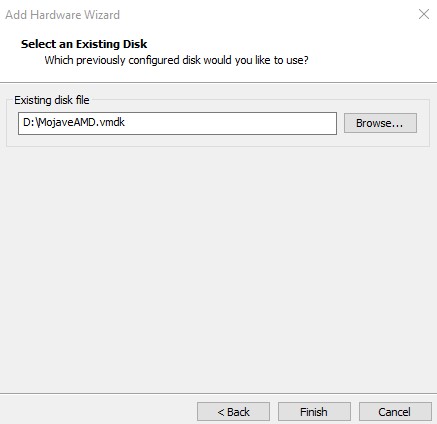 Add Hardware Wizard
Select an Existing Disk
Which previously configured disk would you like to use?
Existing disk file
D:\MojaveAMD.vmdk
Browse...
< Back
Finish
Cancel